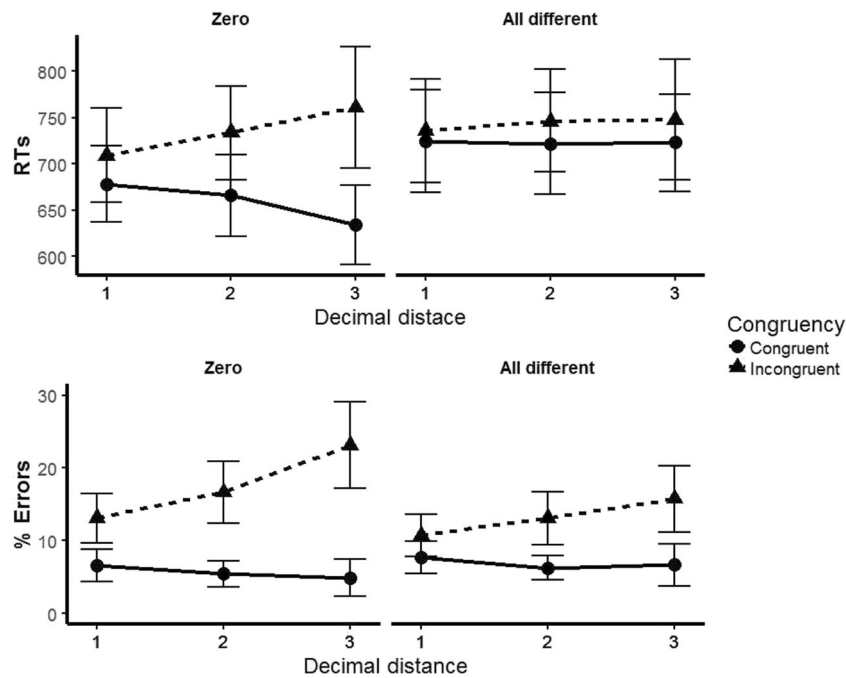 Zero
All different
800
750
700
650
600
RTs
1 2 3
1 2 3
Decimal distace
Congruency
Congruent
Incongruent
Zero
All different
30
20
10
0
% Errors
1 2 3
1 2 3
Decimal distance